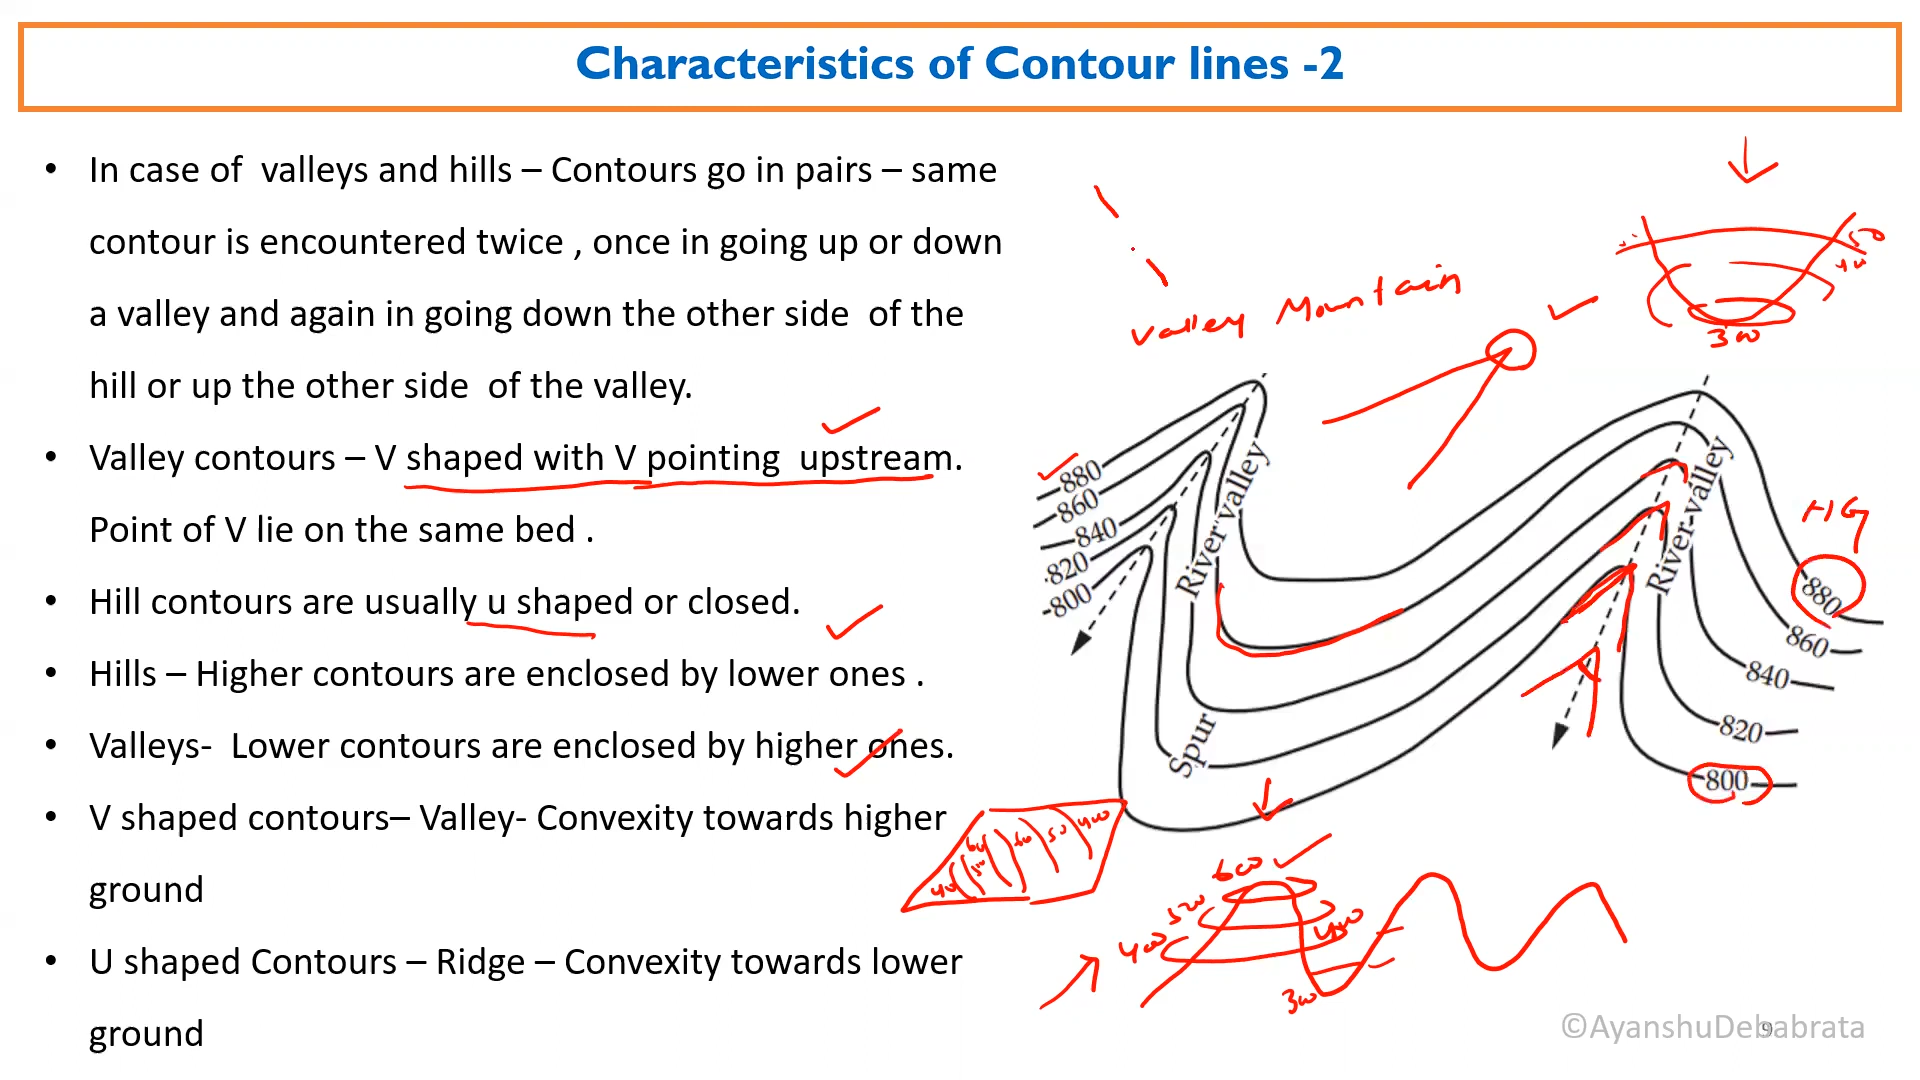 Characteristics of Contour lines -2
• In case of valleys and hills – Contours go in pairs – same
contour is encountered twice , once in going up or down
a valley and again in going down the other side of the
hill or up the other side of the valley.
• Valley contours – V shaped with V pointing upstream.
Point of V lie on the same bed .
• Hill contours are usually u shaped or closed.
• Hills – Higher contours are enclosed by lower ones .
• Valleys- Lower contours are enclosed by higher ones.
• V shaped contours– Valley- Convexity towards higher
ground
• U shaped Contours – Ridge – Convexity towards lower
ground
Valley Mountain
300
880
860
840
820
800
River valley
Spur
River valley
HG
880
860
840
820
800
600
500
400
400
300
©AyanshuDebabrata
9